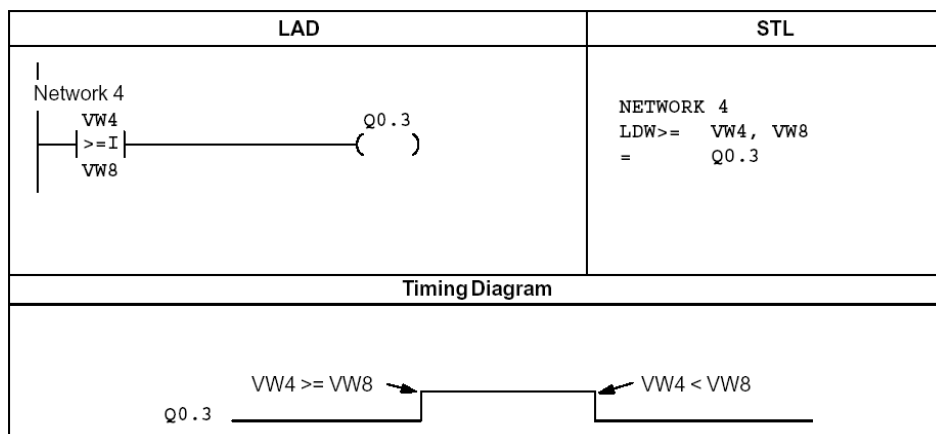 LAD
STL
Network 4
VW4
>=I
VW8
Q0.3
( )
NETWORK 4
LDW>= VW4, VW8
= Q0.3
Timing Diagram
VW4 >= VW8
VW4 < VW8
Q0.3